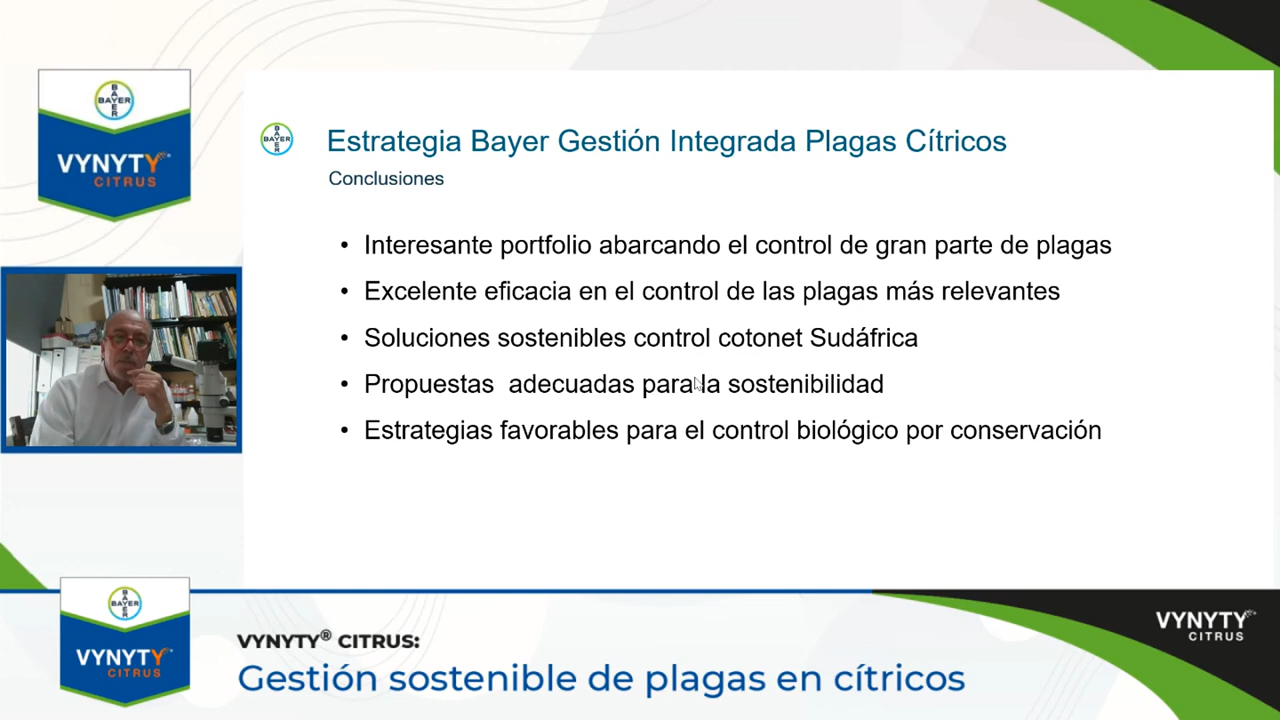 BAYER
VYNYTY
CITRUS
BAYER
Estrategia Bayer Gestión Integrada Plagas Cítricos
Conclusiones
• Interesante portfolio abarcando el control de gran parte de plagas
• Excelente eficacia en el control de las plagas más relevantes
• Soluciones sostenibles control cotonet Sudáfrica
• Propuestas  adecuadas para la sostenibilidad
• Estrategias favorables para el control biológico por conservación
BAYER
VYNYTY
CITRUS
VYNYTY® CITRUS:
Gestión sostenible de plagas en cítricos
VYNYTY
CITRUS